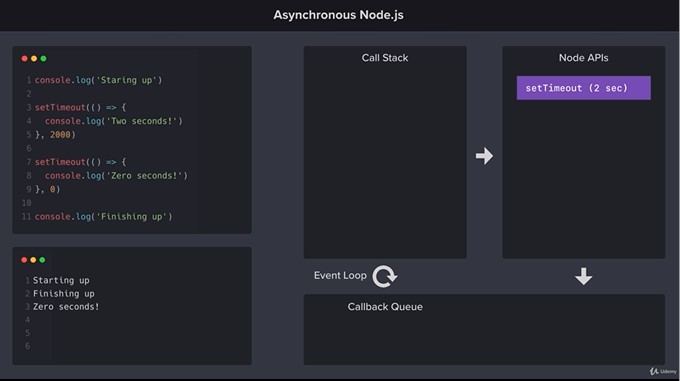 Asynchronous Node.js
1 console.log('Staring up')
2
3 setTimeout(() => {
4 console.log('Two seconds!')
5 }, 2000)
6
7 setTimeout(() => {
8 console.log('Zero seconds!')
9 }, 0)
10
11 console.log('Finishing up')
1 Starting up
2 Finishing up
3 Zero seconds!
4
5
6
Call Stack
Node APIs
setTimeout (2 sec)
Event Loop
Callback Queue
Udemy